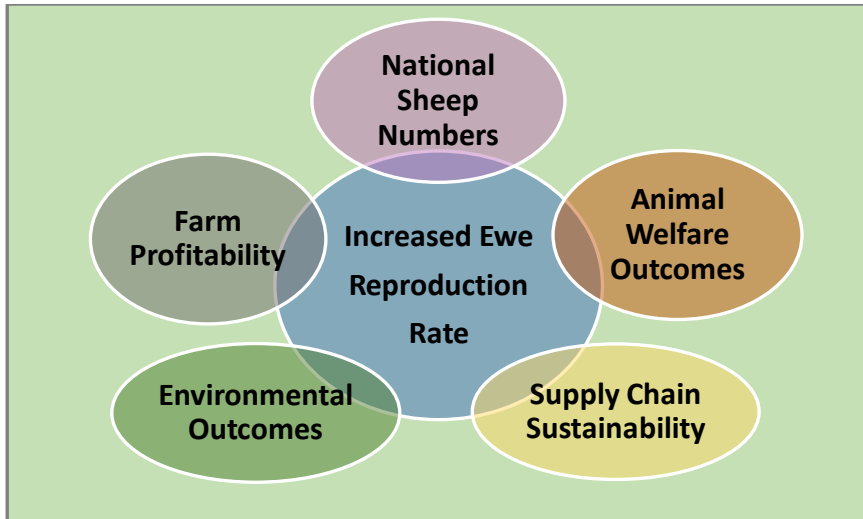 National
Sheep
Numbers
Farm
Profitability
Increased Ewe
Reproduction
Rate
Animal
Welfare
Outcomes
Environmental
Outcomes
Supply Chain
Sustainability